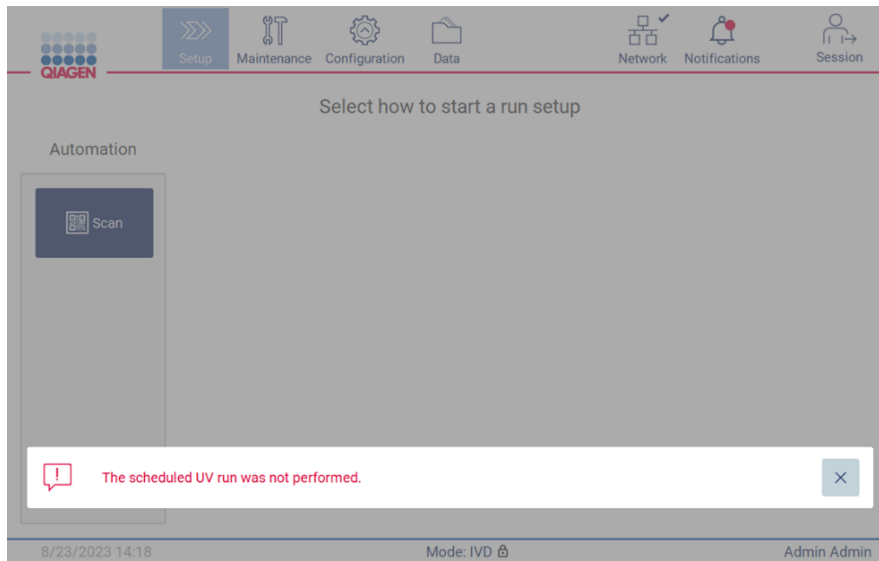 QIAGEN
Setup
Maintenance
Configuration
Data
Network
Notifications
Session
Select how to start a run setup
Automation
Scan
The scheduled UV run was not performed.
8/23/2023 14:18
Mode: IVD
Admin Admin